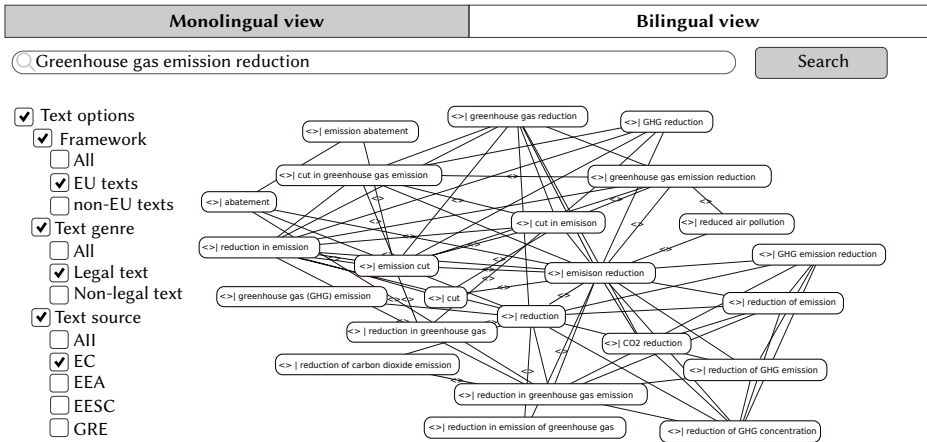 Monolingual view
Bilingual view
Greenhouse gas emission reduction
Search
Text options
Framework
All
EU texts
non-EU texts
Text genre
All
Legal text
Non-legal text
Text source
All
EC
EEA
EESC
GRE
<>| greenhouse gas reduction
<>| GHG reduction
<>| emission abatement
<>| cut in greenhouse gas emission
<>
<>| greenhouse gas emission reduction
<>| abatement
<>
<>
<>| cut in emisison
<>| reduced air pollution
<>
<>| reduction in emission
<>
<>
<>| GHG emission reduction
<>| emission cut
<>
<>| emisison reduction
<>
<>| greenhouse gas (GHG) emission
<><>
<>| cut
<>
<>| reduction of emission
<>| reduction
<>
<>
<>| reduction in greenhouse gas
<>| CO2 reduction
<>
<>| reduction of carbon dioxide emission
<>
<>| reduction of GHG emission
<>
<>| reduction in greenhouse gas emission
<>| reduction in emission of greenhouse gas
<>| reduction of GHG concentration